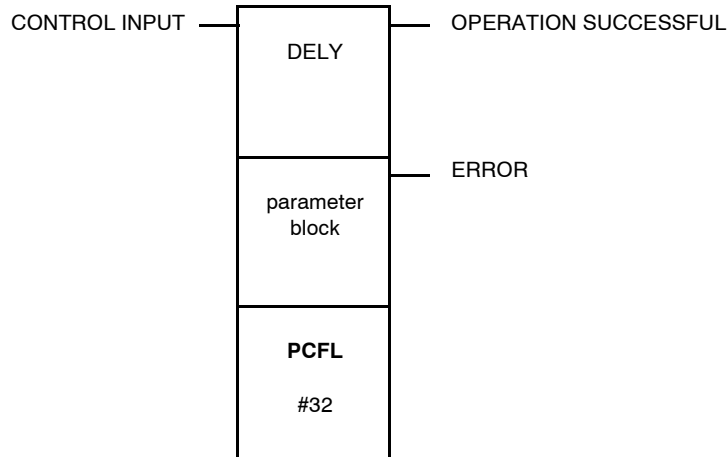 CONTROL INPUT
OPERATION SUCCESSFUL
DELY
ERROR
parameter
block
PCFL
#32